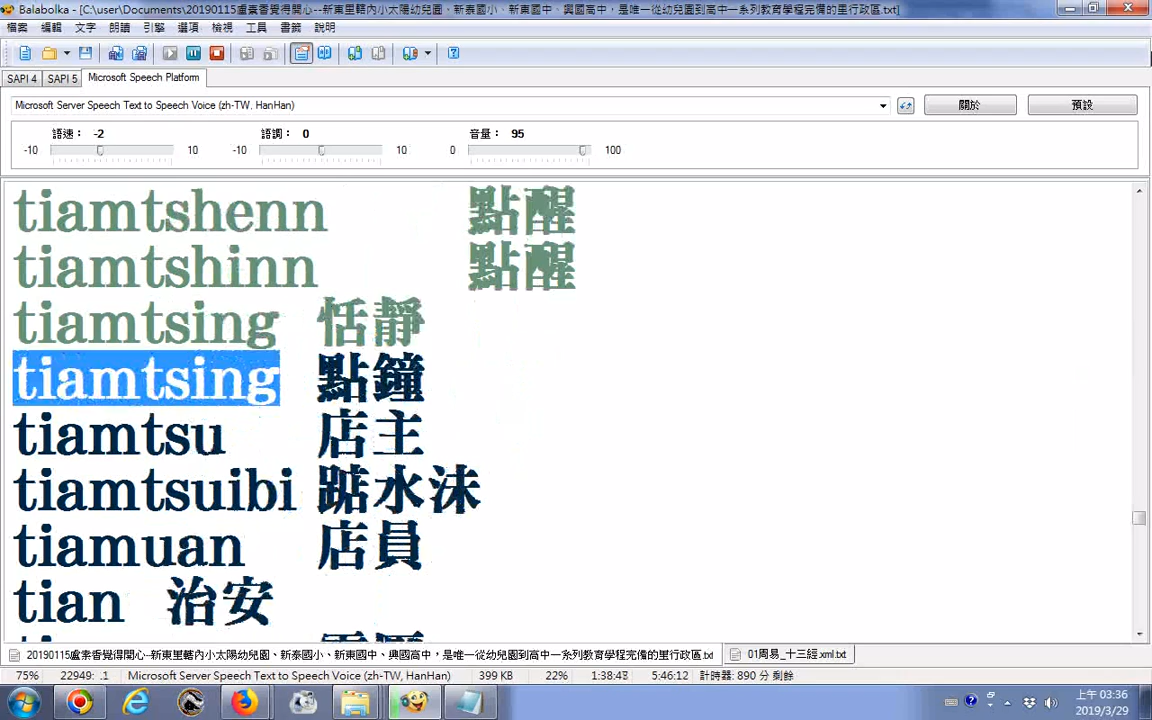 Balabolka - [C:\user\Documents\20190115盧素香覺得開心--新東里轄內小太陽幼兒園、新泰國小、新東國中、興國高中，是唯一從幼兒園到高中一系列教育學程完備的里行政區.txt]
檔案 編輯 文字 朗讀 引擎 選項 檢視 工具 書籤 說明
SAPI 4 SAPI 5 Microsoft Speech Platform
Microsoft Server Speech Text to Speech Voice (zh-TW, HanHan) 關於 預設
語速： -2 語調： 0 音量： 95
-10 10 -10 10 0 100
tiamtshenn 點醒
tiamtshinn 點醒
tiamtsing 恬靜
tiamtsing 點鐘
tiamtsu 店主
tiamtsuibi 踮水沬
tiamuan 店員
tian 治安
20190115盧素香覺得開心--新東里轄內小太陽幼兒園、新泰國小、新東國中、興國高中，是唯一從幼兒園到高中一系列教育學程完備的里行政區.txt 01周易_十三經.xml.txt
75% 22949: .1 Microsoft Server Speech Text to Speech Voice (zh-TW, HanHan) 399 KB 22% 5:46:12 計時器: 890 分 剩餘
上午 03:36
2019/3/29